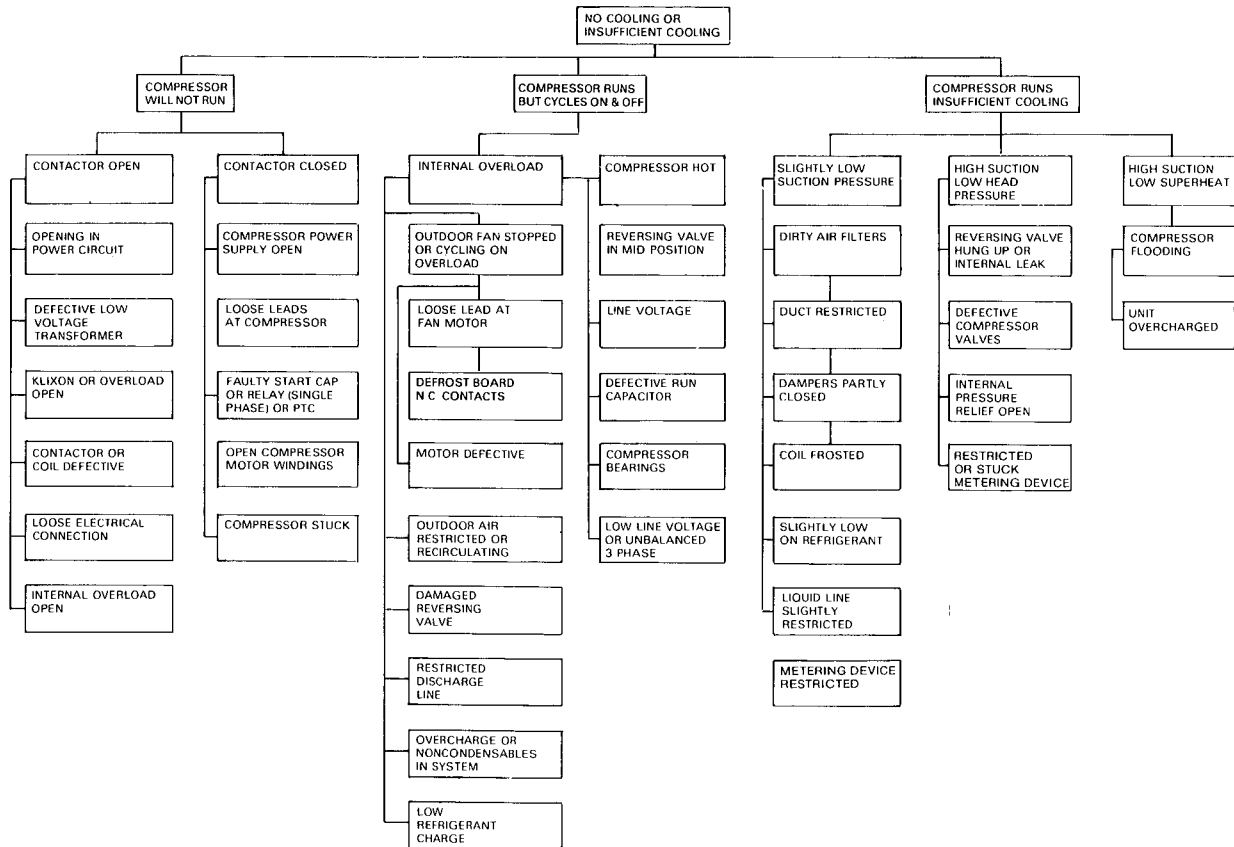 NO COOLING OR
INSUFFICIENT COOLING
COMPRESSOR
WILL NOT RUN
COMPRESSOR RUNS
BUT CYCLES ON & OFF
COMPRESSOR RUNS
INSUFFICIENT COOLING
CONTACTOR OPEN
OPENING IN
POWER CIRCUIT
DEFECTIVE LOW
VOLTAGE
TRANSFORMER
KLIXON OR OVERLOAD
OPEN
CONTACTOR OR
COIL DEFECTIVE
LOOSE ELECTRICAL
CONNECTION
INTERNAL OVERLOAD
OPEN
CONTACTOR CLOSED
COMPRESSOR POWER
SUPPLY OPEN
LOOSE LEADS
AT COMPRESSOR
FAULTY START CAP
OR RELAY (SINGLE
PHASE) OR PTC
OPEN COMPRESSOR
MOTOR WINDINGS
COMPRESSOR STUCK
INTERNAL OVERLOAD
OUTDOOR FAN STOPPED
OR CYCLING ON
OVERLOAD
LOOSE LEAD AT
FAN MOTOR
DEFROST BOARD
N C CONTACTS
MOTOR DEFECTIVE
OUTDOOR AIR
RESTRICTED OR
RECIRCULATING
DAMAGED
REVERSING
VALVE
RESTRICTED
DISCHARGE
LINE
OVERCHARGE OR
NONCONDENSABLES
IN SYSTEM
LOW
REFRIGERANT
CHARGE
COMPRESSOR HOT
REVERSING VALVE
IN MID POSITION
LINE VOLTAGE
DEFECTIVE RUN
CAPACITOR
COMPRESSOR
BEARINGS
LOW LINE VOLTAGE
OR UNBALANCED
3 PHASE
SLIGHTLY LOW
SUCTION PRESSURE
DIRTY AIR FILTERS
DUCT RESTRICTED
DAMPERS PARTLY
CLOSED
COIL FROSTED
SLIGHTLY LOW
ON REFRIGERANT
LIQUID LINE
SLIGHTLY
RESTRICTED
METERING DEVICE
RESTRICTED
HIGH SUCTION
LOW HEAD
PRESSURE
REVERSING VALVE
HUNG UP OR
INTERNAL LEAK
DEFECTIVE
COMPRESSOR
VALVES
INTERNAL
PRESSURE
RELIEF OPEN
RESTRICTED
OR STUCK
METERING DEVICE
HIGH SUCTION
LOW SUPERHEAT
COMPRESSOR
FLOODING
UNIT
OVERCHARGED